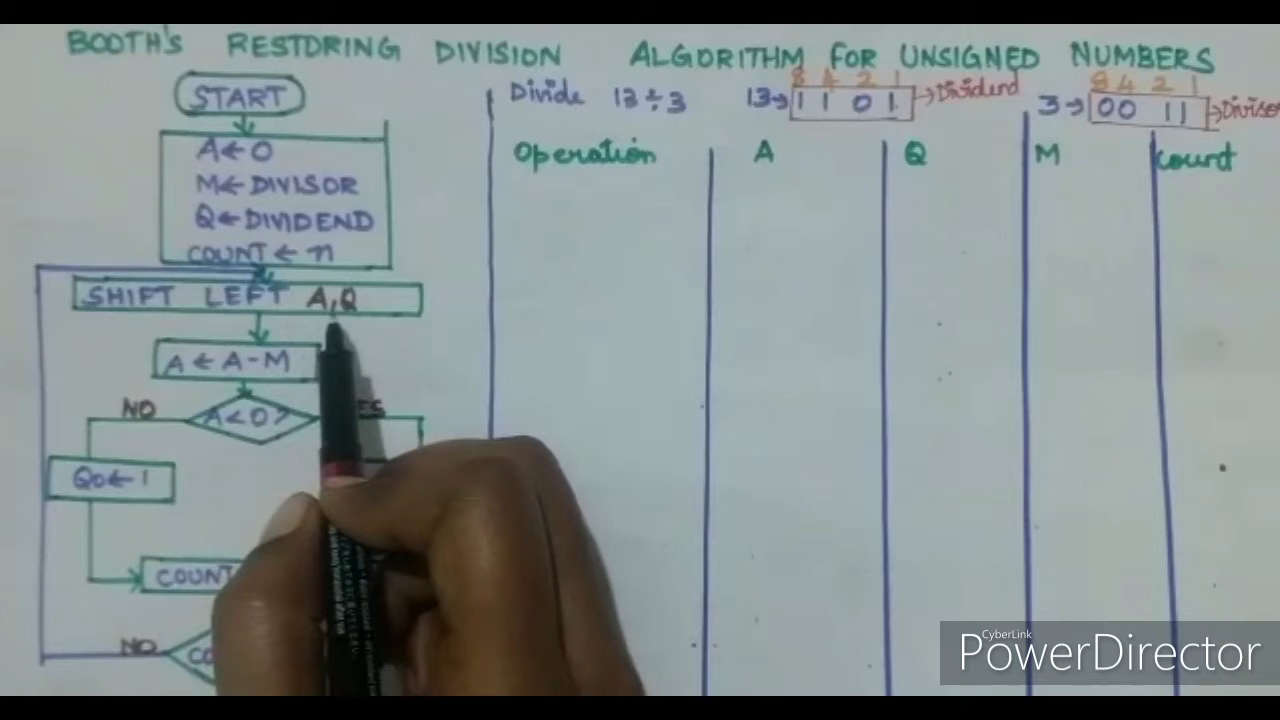 BOOTH'S RESTORING DIVISION ALGORITHM FOR UNSIGNED NUMBERS
START
A ← 0
M ← DIVISOR
Q ← DIVIDEND
COUNT ← n
SHIFT LEFT A,Q
A ← A-M
A<0?
NO
Q0 ← 1
COUNT
NO
Divide 13 ÷ 3
8 4 2 1
13 → 1 1 0 1 → Dividend
8 4 2 1
3 → 00 11 → Divisor
Operation A Q M count
CyberLink
PowerDirector